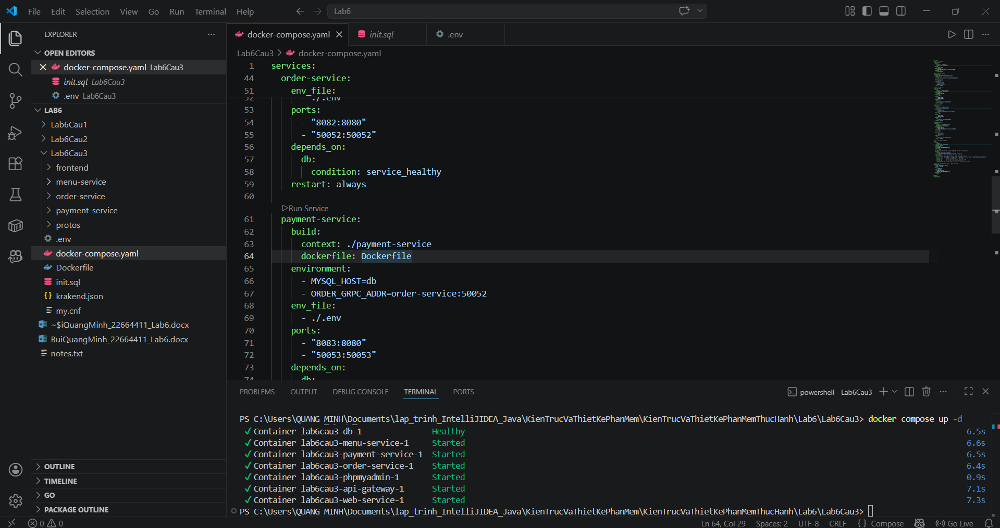 File Edit Selection View Go Run Terminal Help
Lab6
EXPLORER
OPEN EDITORS
docker-compose.yaml Lab6Cau3
init.sql Lab6Cau3
.env Lab6Cau3
LAB6
Lab6Cau1
Lab6Cau2
Lab6Cau3
frontend
menu-service
order-service
payment-service
protos
.env
docker-compose.yaml
Dockerfile
init.sql
krakend.json
my.cnf
~$iQuangMinh_22664411_Lab6.docx
BuiQuangMinh_22664411_Lab6.docx
notes.txt
OUTLINE
TIMELINE
GO
PACKAGE OUTLINE
docker-compose.yaml
init.sql
.env
Lab6Cau3 > docker-compose.yaml
1 services:
44 order-service:
51 env_file:
52 - ./.env
53 ports:
54 - "8082:8080"
55 - "50052:50052"
56 depends_on:
57 db:
58 condition: service_healthy
59 restart: always
60
Run Service
61 payment-service:
62 build:
63 context: ./payment-service
64 dockerfile: Dockerfile
65 environment:
66 - MYSQL_HOST=db
67 - ORDER_GRPC_ADDR=order-service:50052
68 env_file:
69 - ./.env
70 ports:
71 - "8083:8080"
72 - "50053:50053"
73 depends_on:
74 db:
PROBLEMS OUTPUT DEBUG CONSOLE TERMINAL PORTS
powershell - Lab6Cau3
PS C:\Users\QUANG MINH\Documents\lap_trinh_IntelliJIDEA_Java\KienTrucVaThietKePhanMem\KienTrucVaThietKePhanMemThucHanh\Lab6\Lab6Cau3> docker compose up -d
✓ Container lab6cau3-db-1 Healthy 6.5s
✓ Container lab6cau3-menu-service-1 Started 6.6s
✓ Container lab6cau3-payment-service-1 Started 6.5s
✓ Container lab6cau3-order-service-1 Started 6.4s
✓ Container lab6cau3-phpmyadmin-1 Started 0.9s
✓ Container lab6cau3-api-gateway-1 Started 7.1s
✓ Container lab6cau3-web-service-1 Started 7.3s
PS C:\Users\QUANG MINH\Documents\lap_trinh_IntelliJIDEA_Java\KienTrucVaThietKePhanMem\KienTrucVaThietKePhanMemThucHanh\Lab6\Lab6Cau3>
0 0
Ln 64, Col 29 Spaces: 2 UTF-8 CRLF { } Compose Go Live